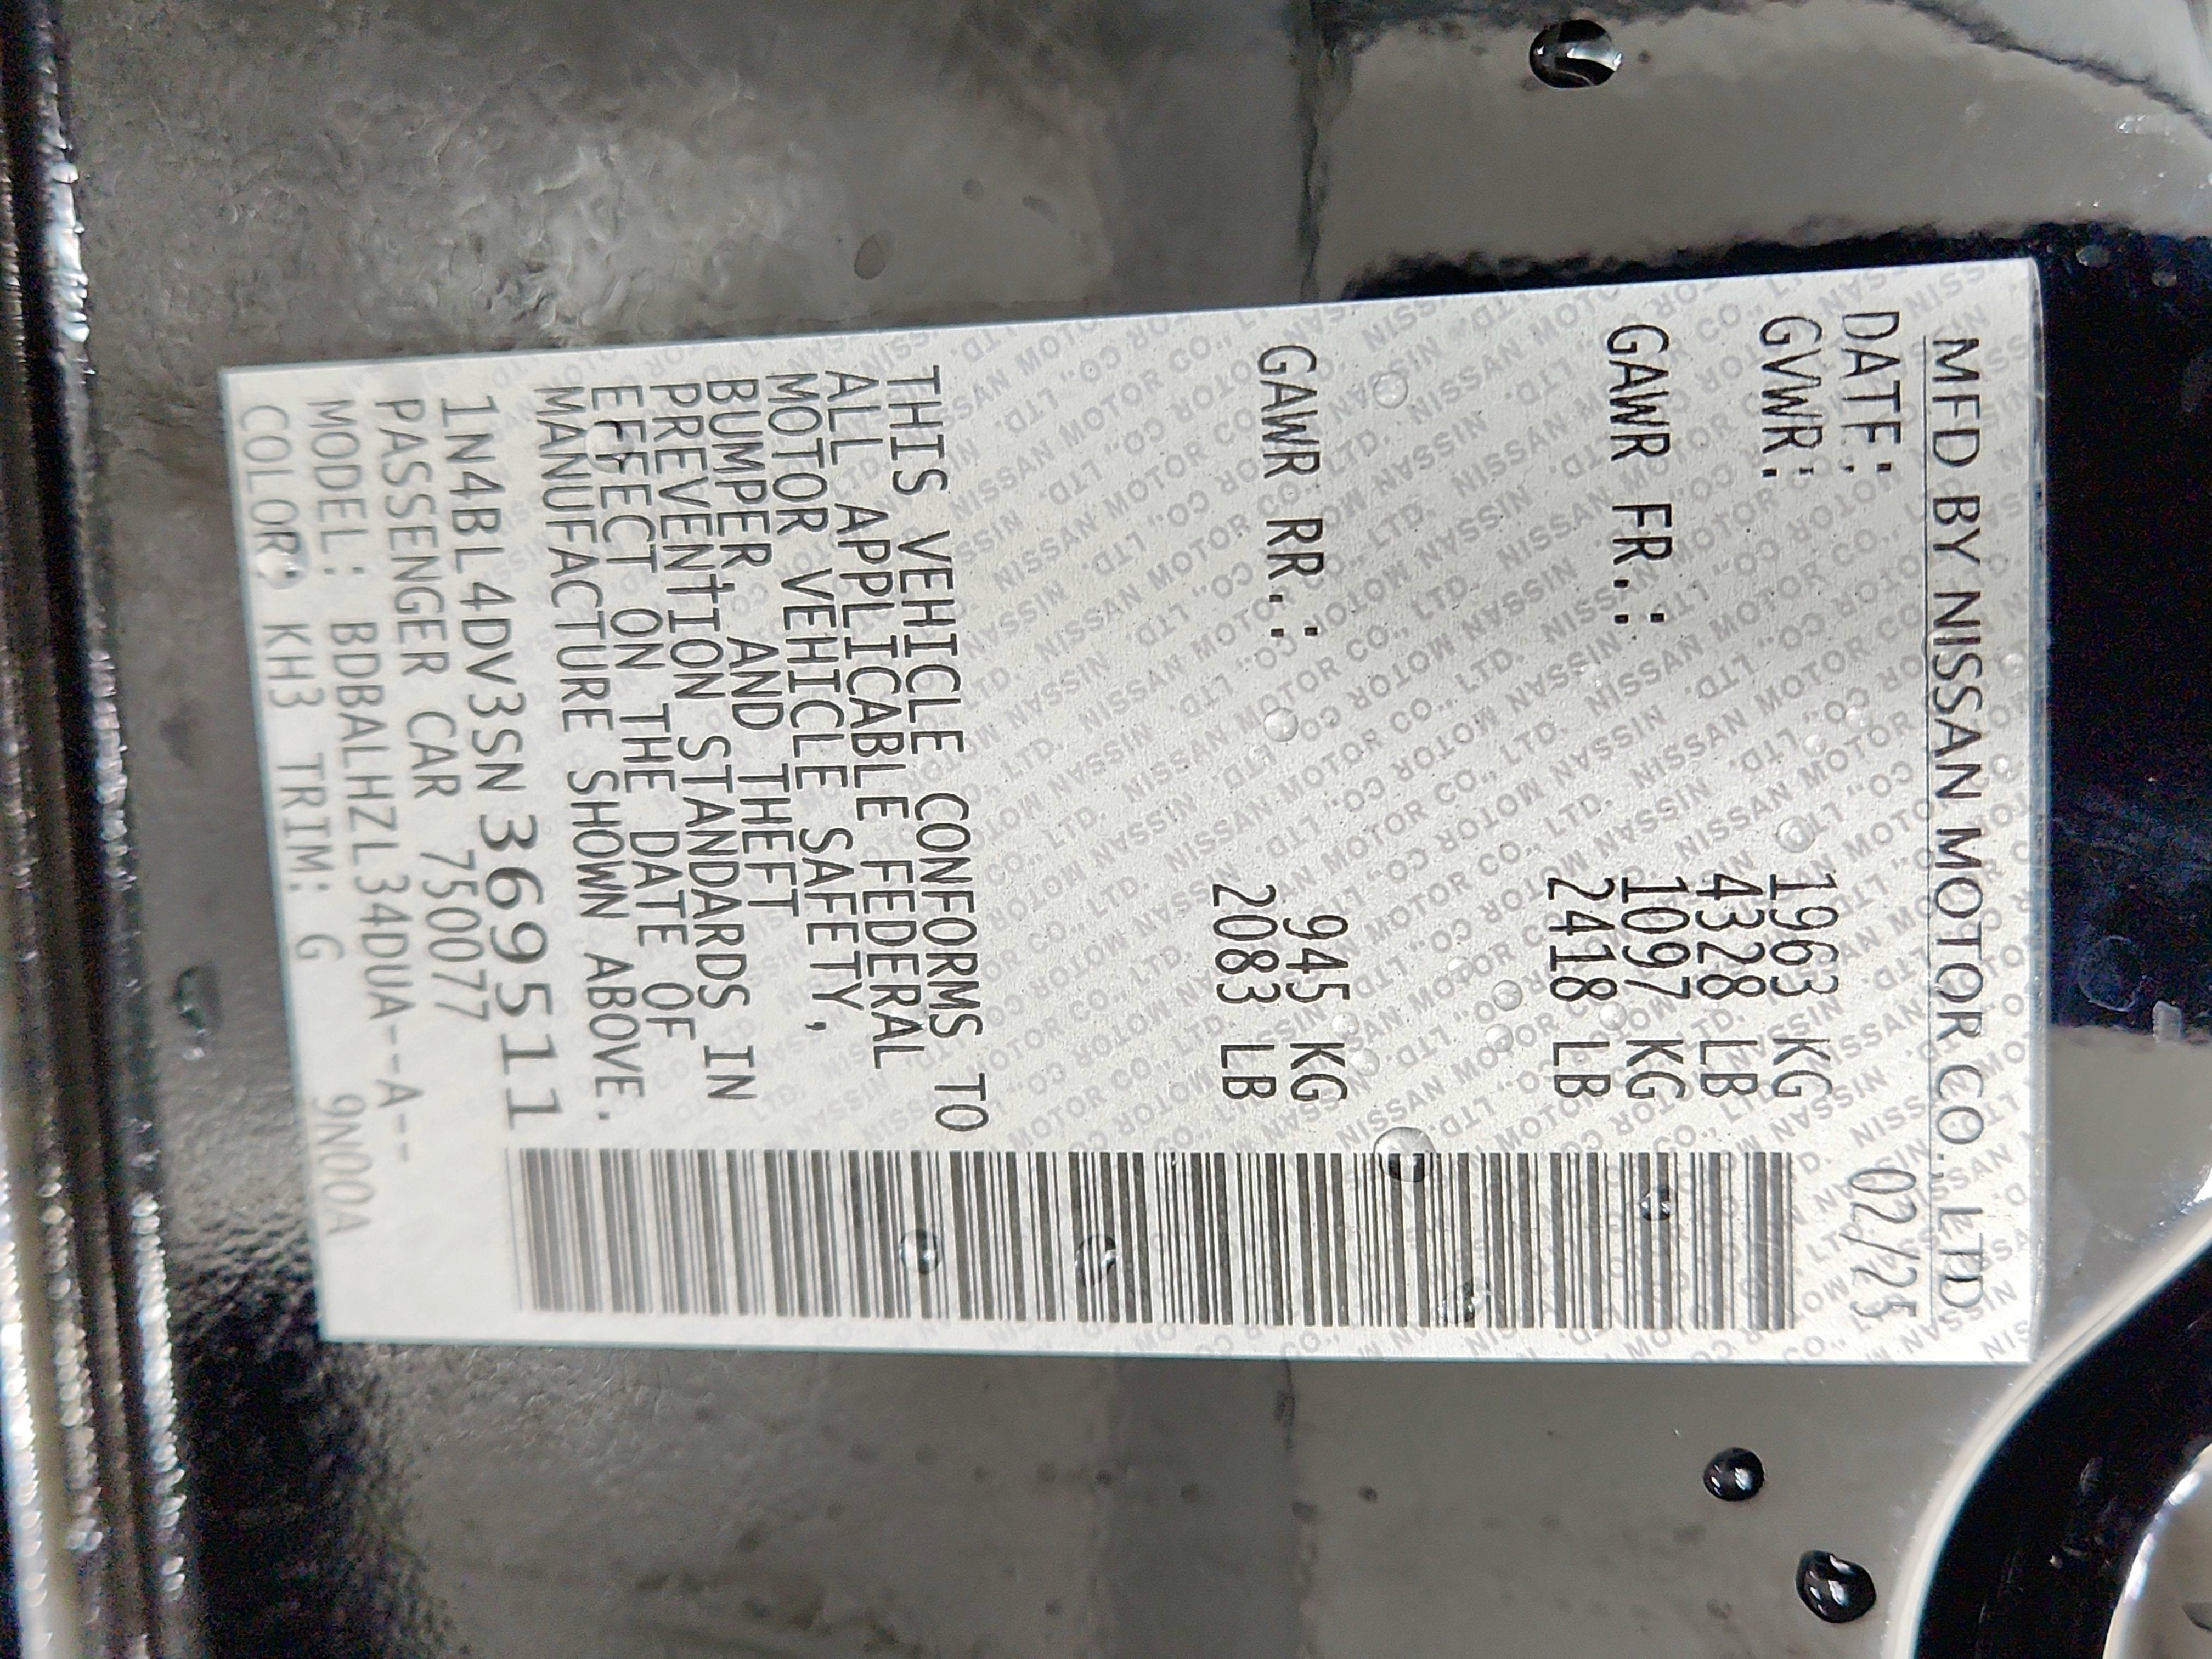 MFD BY NISSAN MOTOR CO., LTD.
DATE: 02/25
GVWR: 1963 KG
4328 LB
GAWR FR.: 1097 KG
2418 LB
GAWR RR.: 945 KG
2083 LB
THIS VEHICLE CONFORMS TO
ALL APPLICABLE FEDERAL
MOTOR VEHICLE SAFETY,
BUMPER, AND THEFT
PREVENTION STANDARDS IN
EFFECT ON THE DATE OF
MANUFACTURE SHOWN ABOVE.
1N4BL4DV3SN369511
PASSENGER CAR 750077
MODEL: BDBALHZL34DUA--A--
COLOR: KH3 TRIM: G 9N00A